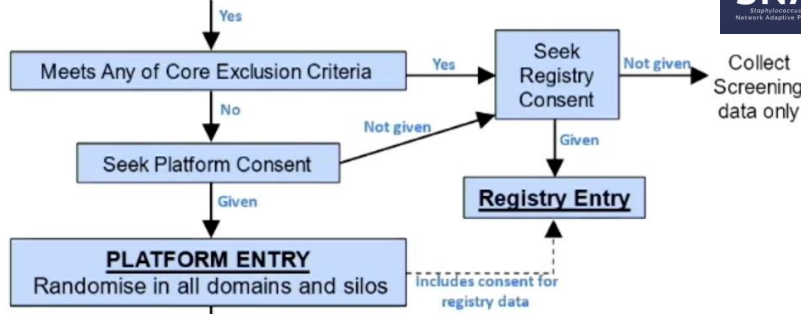 Yes
Staphylococcus
Meets Any of Core Exclusion Criteria
Yes
Seek
Registry
Consent
Not given
Collect
Screening
data only
No
Not given
Given
Seek Platform Consent
Given
Registry Entry
PLATFORM ENTRY
Randomise in all domains and silos
Includes consent for
registry data